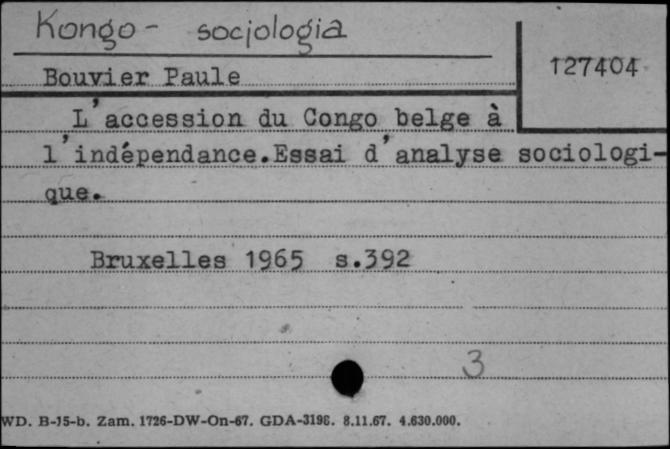 Kongo - socjologia
127404
Bouvier Paule
L'accession du Congo belge à
l'indépendance.Essai d'analyse sociologi-
que.
Bruxelles 1965 s.392
3
WD. B-15-b. Zam. 1726-DW-On-67. GDA-3198. 8.11.67. 4.630.000.